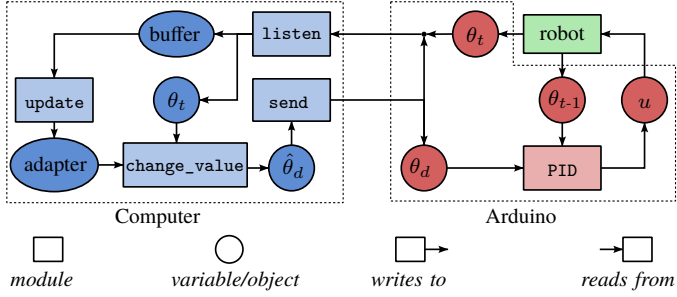 buffer
listen
θt
robot
update
θt
send
θt-1
u
adapter
change_value
θ̂d
θd
PID
Computer
Arduino
module
variable/object
writes to
reads from